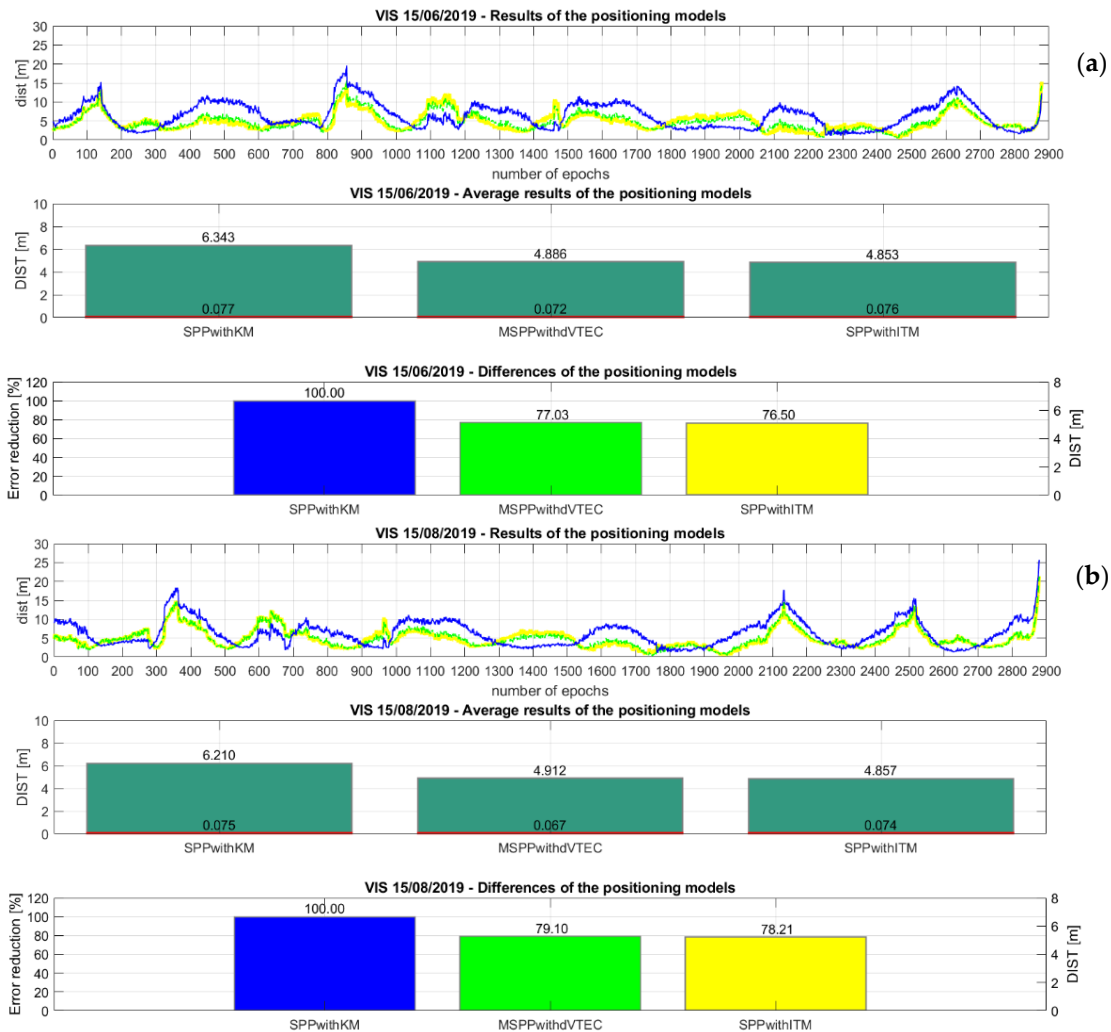 VIS 15/06/2019 - Results of the positioning models
(a)
dist [m]
30
25
20
15
10
5
0
0 100 200 300 400 500 600 700 800 900 1000 1100 1200 1300 1400 1500 1600 1700 1800 1900 2000 2100 2200 2300 2400 2500 2600 2700 2800 2900
number of epochs
VIS 15/06/2019 - Average results of the positioning models
DIST [m]
10
8
6
4
2
0
6.343 4.886 4.853
0.077 0.072 0.076
SPPwithKM MSPPwithdVTEC SPPwithITM
VIS 15/06/2019 - Differences of the positioning models
Error reduction [%]
120
100
80
60
40
20
0
100.00 77.03 76.50
8
6
4
2
0
DIST [m]
SPPwithKM MSPPwithdVTEC SPPwithITM
VIS 15/08/2019 - Results of the positioning models
(b)
dist [m]
30
25
20
15
10
5
0
0 100 200 300 400 500 600 700 800 900 1000 1100 1200 1300 1400 1500 1600 1700 1800 1900 2000 2100 2200 2300 2400 2500 2600 2700 2800 2900
number of epochs
VIS 15/08/2019 - Average results of the positioning models
DIST [m]
10
8
6
4
2
0
6.210 4.912 4.857
0.075 0.067 0.074
SPPwithKM MSPPwithdVTEC SPPwithITM
VIS 15/08/2019 - Differences of the positioning models
Error reduction [%]
120
100
80
60
40
20
0
100.00 79.10 78.21
8
6
4
2
0
DIST [m]
SPPwithKM MSPPwithdVTEC SPPwithITM